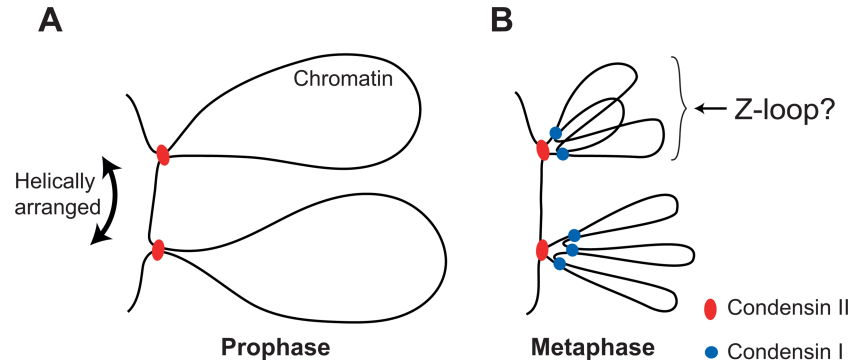 A
B
Chromatin
Z-loop?
Helically
arranged
Condensin II
Prophase
Metaphase
Condensin I